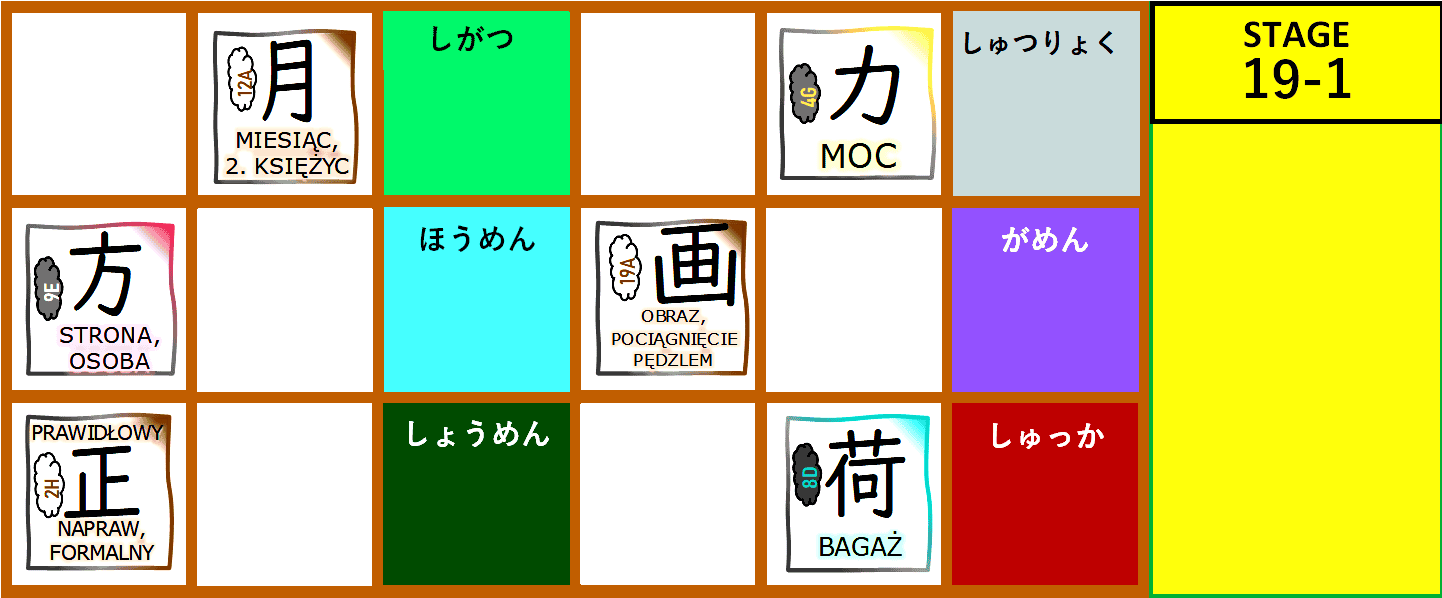 12A
月
MIESIĄC,
2. KSIĘŻYC
しがつ
4G
力
MOC
しゅつりょく
STAGE
19-1
9E
方
STRONA,
OSOBA
ほうめん
19A
画
OBRAZ,
POCIĄGNIĘCIE
PĘDZLEM
がめん
PRAWIDŁOWY
2H
正
NAPRAW,
FORMALNY
しょうめん
8D
荷
BAGAŻ
しゅっか